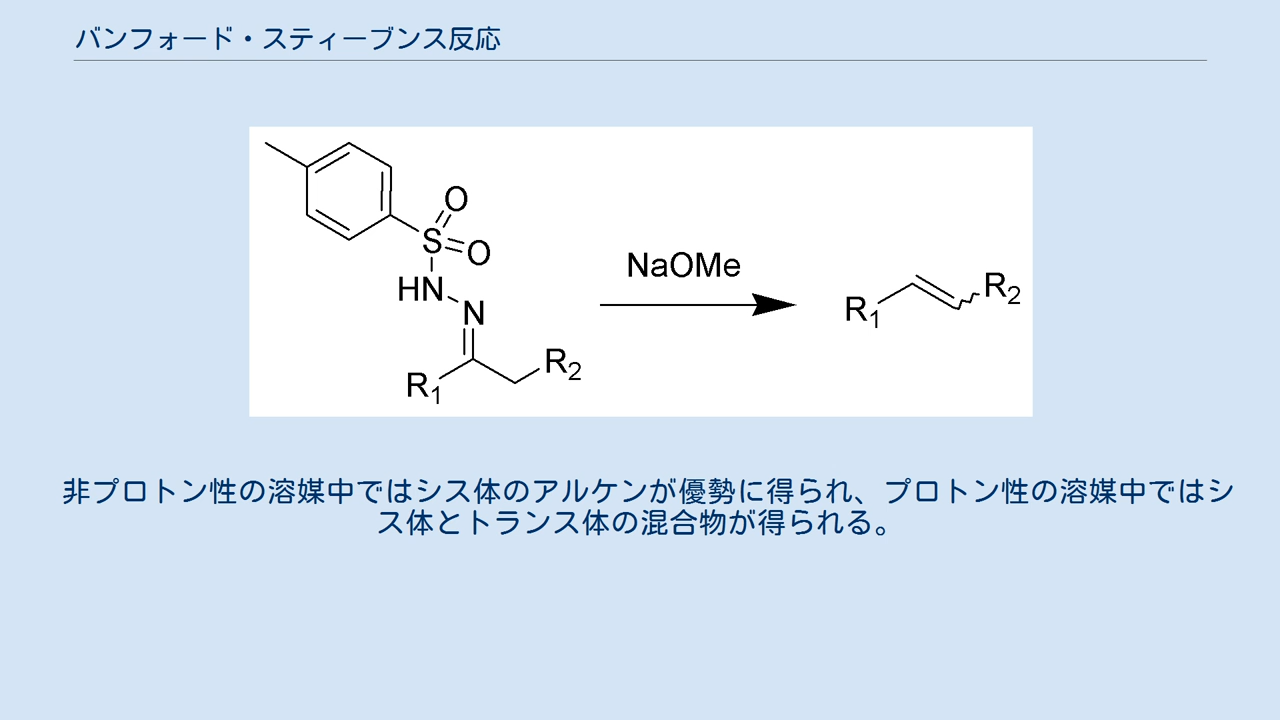 バンフォード・スティーブンス反応
O
S
O
HN
N
R1
R2
NaOMe
R1
R2
非プロトン性の溶媒中ではシス体のアルケンが優勢に得られ、プロトン性の溶媒中ではシ
ス体とトランス体の混合物が得られる。